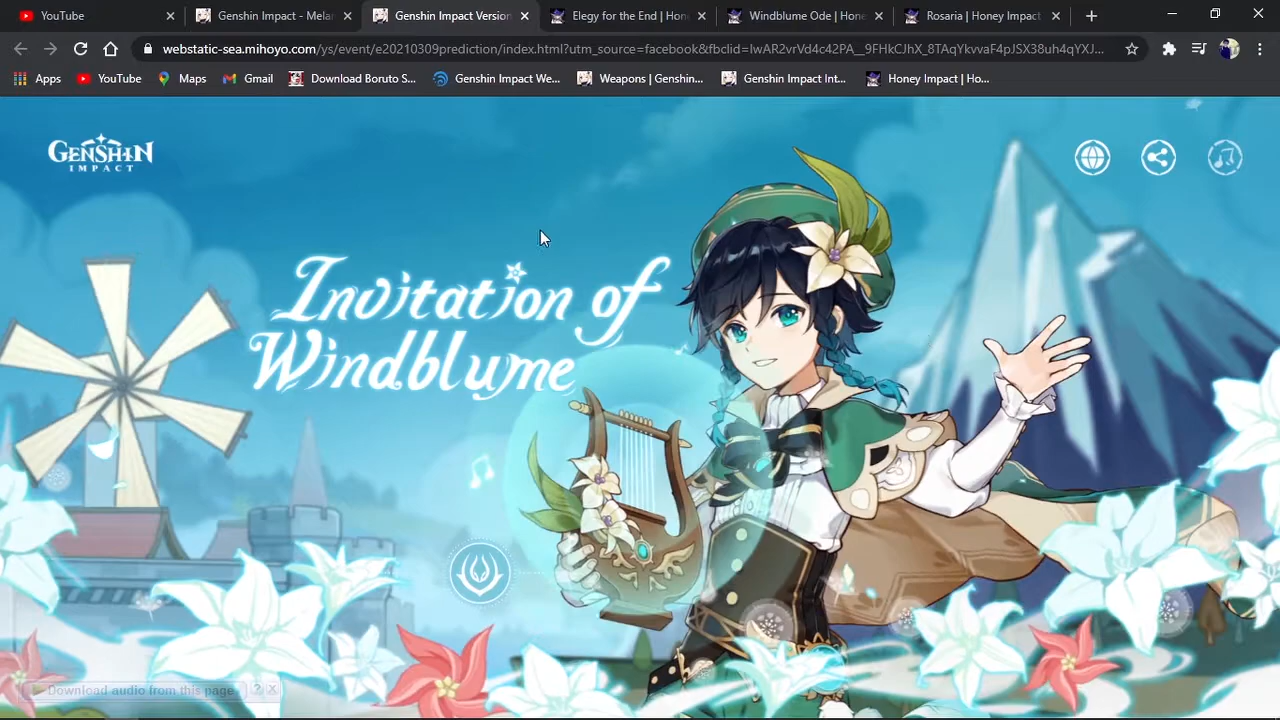 YouTube
Genshin Impact - Mela
Genshin Impact Version
Elegy for the End | Hon
Windblume Ode | Hone
Rosaria | Honey Impact
webstatic-sea.mihoyo.com/ys/event/e20210309prediction/index.html?utm_source=facebook&fbclid=IwAR2vrVd4c42PA__9FHkCJhX_8TAqYkvvaF4pJSX38uh4qYXJ...
Apps
YouTube
Maps
Gmail
Download Boruto S...
Genshin Impact We...
Weapons | Genshin...
Genshin Impact Int...
Honey Impact | Ho...
GENSHIN
IMPACT
Invitation of
Windblume
Download audio from this page
?